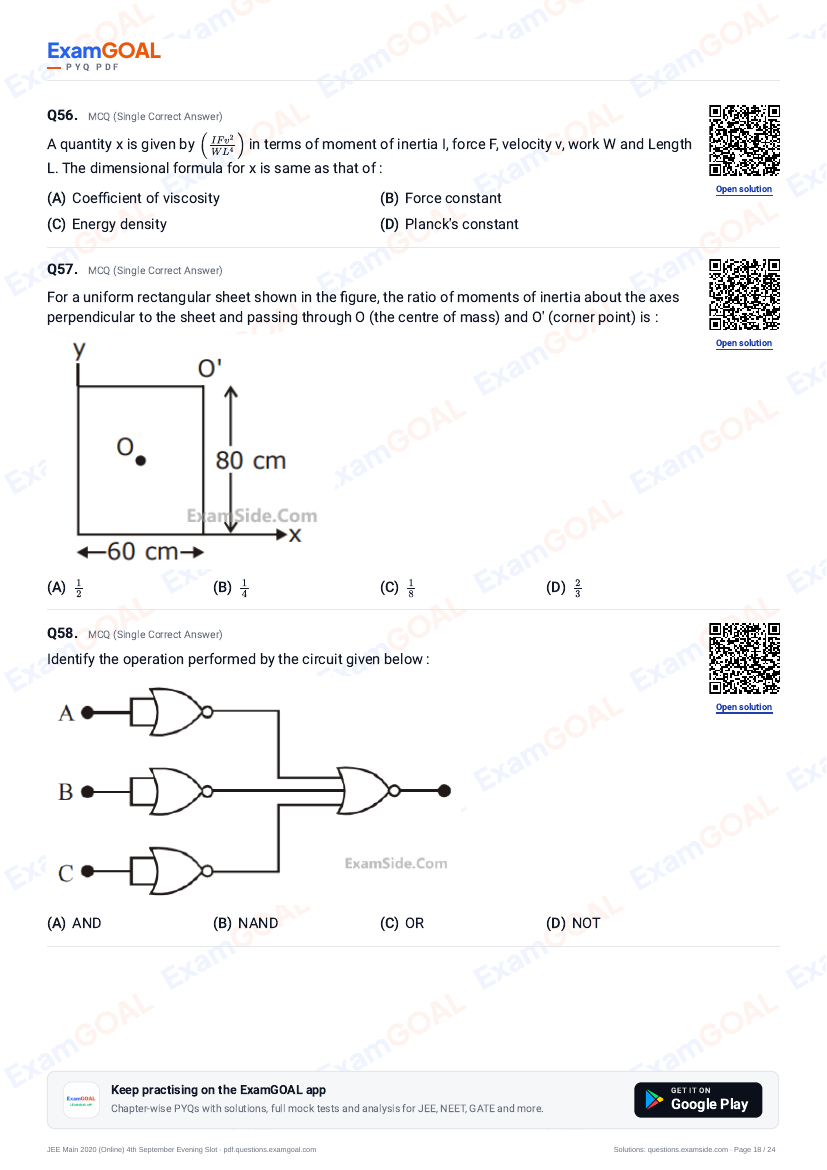 ExamGOAL
PYQ PDF
Q56. MCQ (Single Correct Answer)
A quantity x is given by (IFv²/WL⁴) in terms of moment of inertia I, force F, velocity v, work W and Length
L. The dimensional formula for x is same as that of :
(A) Coefficient of viscosity (B) Force constant
(C) Energy density (D) Planck's constant
Open solution
Q57. MCQ (Single Correct Answer)
For a uniform rectangular sheet shown in the figure, the ratio of moments of inertia about the axes
perpendicular to the sheet and passing through O (the centre of mass) and O' (corner point) is :
Open solution
y
O'
O
80 cm
ExamSide.Com
x
60 cm
(A) 1/2 (B) 1/4 (C) 1/8 (D) 2/3
Q58. MCQ (Single Correct Answer)
Identify the operation performed by the circuit given below :
Open solution
A
B
C
ExamSide.Com
(A) AND (B) NAND (C) OR (D) NOT
Keep practising on the ExamGOAL app
Chapter-wise PYQs with solutions, full mock tests and analysis for JEE, NEET, GATE and more.
GET IT ON
Google Play
JEE Main 2020 (Online) 4th September Evening Slot · pdf.questions.examgoal.com
Solutions: questions.examside.com · Page 18 / 24